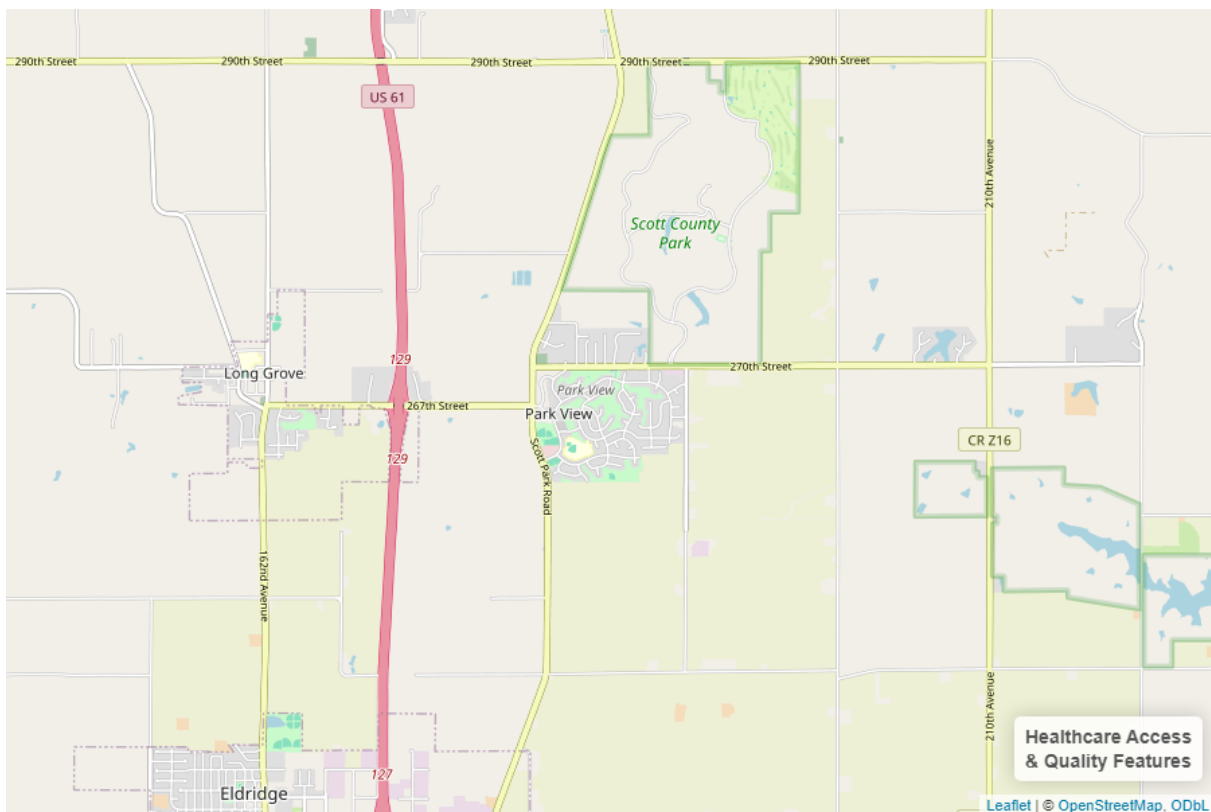 290th Street
290th Street
290th Street
290th Street
290th Street
US 61
210th Avenue
Scott County
Park
129
Long Grove
270th Street
Park View
267th Street
Park View
CR Z16
129
Scott Park Road
162nd Avenue
210th Avenue
Healthcare Access
& Quality Features
127
Eldridge
Leaflet | © OpenStreetMap, ODbL